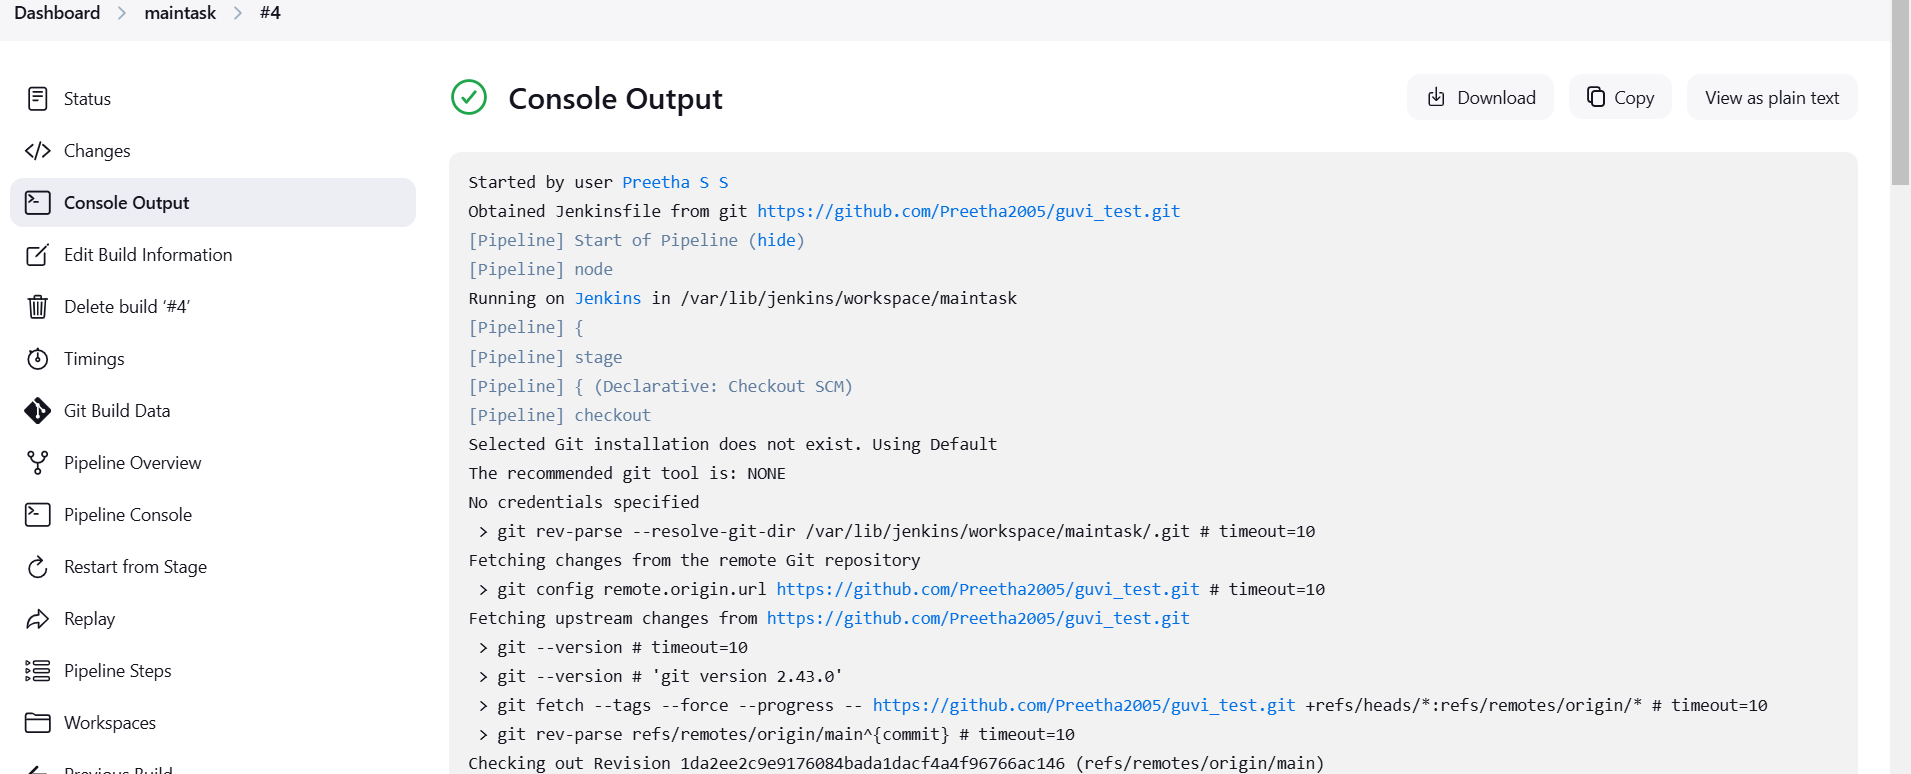 Dashboard > maintask > #4
Status
Changes
Console Output
Edit Build Information
Delete build ‘#4’
Timings
Git Build Data
Pipeline Overview
Pipeline Console
Restart from Stage
Replay
Pipeline Steps
Workspaces
Previous Build
Console Output
Download
Copy
View as plain text
Started by user Preetha S S
Obtained Jenkinsfile from git https://github.com/Preetha2005/guvi_test.git
[Pipeline] Start of Pipeline (hide)
[Pipeline] node
Running on Jenkins in /var/lib/jenkins/workspace/maintask
[Pipeline] {
[Pipeline] stage
[Pipeline] { (Declarative: Checkout SCM)
[Pipeline] checkout
Selected Git installation does not exist. Using Default
The recommended git tool is: NONE
No credentials specified
 > git rev-parse --resolve-git-dir /var/lib/jenkins/workspace/maintask/.git # timeout=10
Fetching changes from the remote Git repository
 > git config remote.origin.url https://github.com/Preetha2005/guvi_test.git # timeout=10
Fetching upstream changes from https://github.com/Preetha2005/guvi_test.git
 > git --version # timeout=10
 > git --version # 'git version 2.43.0'
 > git fetch --tags --force --progress -- https://github.com/Preetha2005/guvi_test.git +refs/heads/*:refs/remotes/origin/* # timeout=10
 > git rev-parse refs/remotes/origin/main^{commit} # timeout=10
Checking out Revision 1da2ee2c9e9176084bada1dacf4a4f96766ac146 (refs/remotes/origin/main)